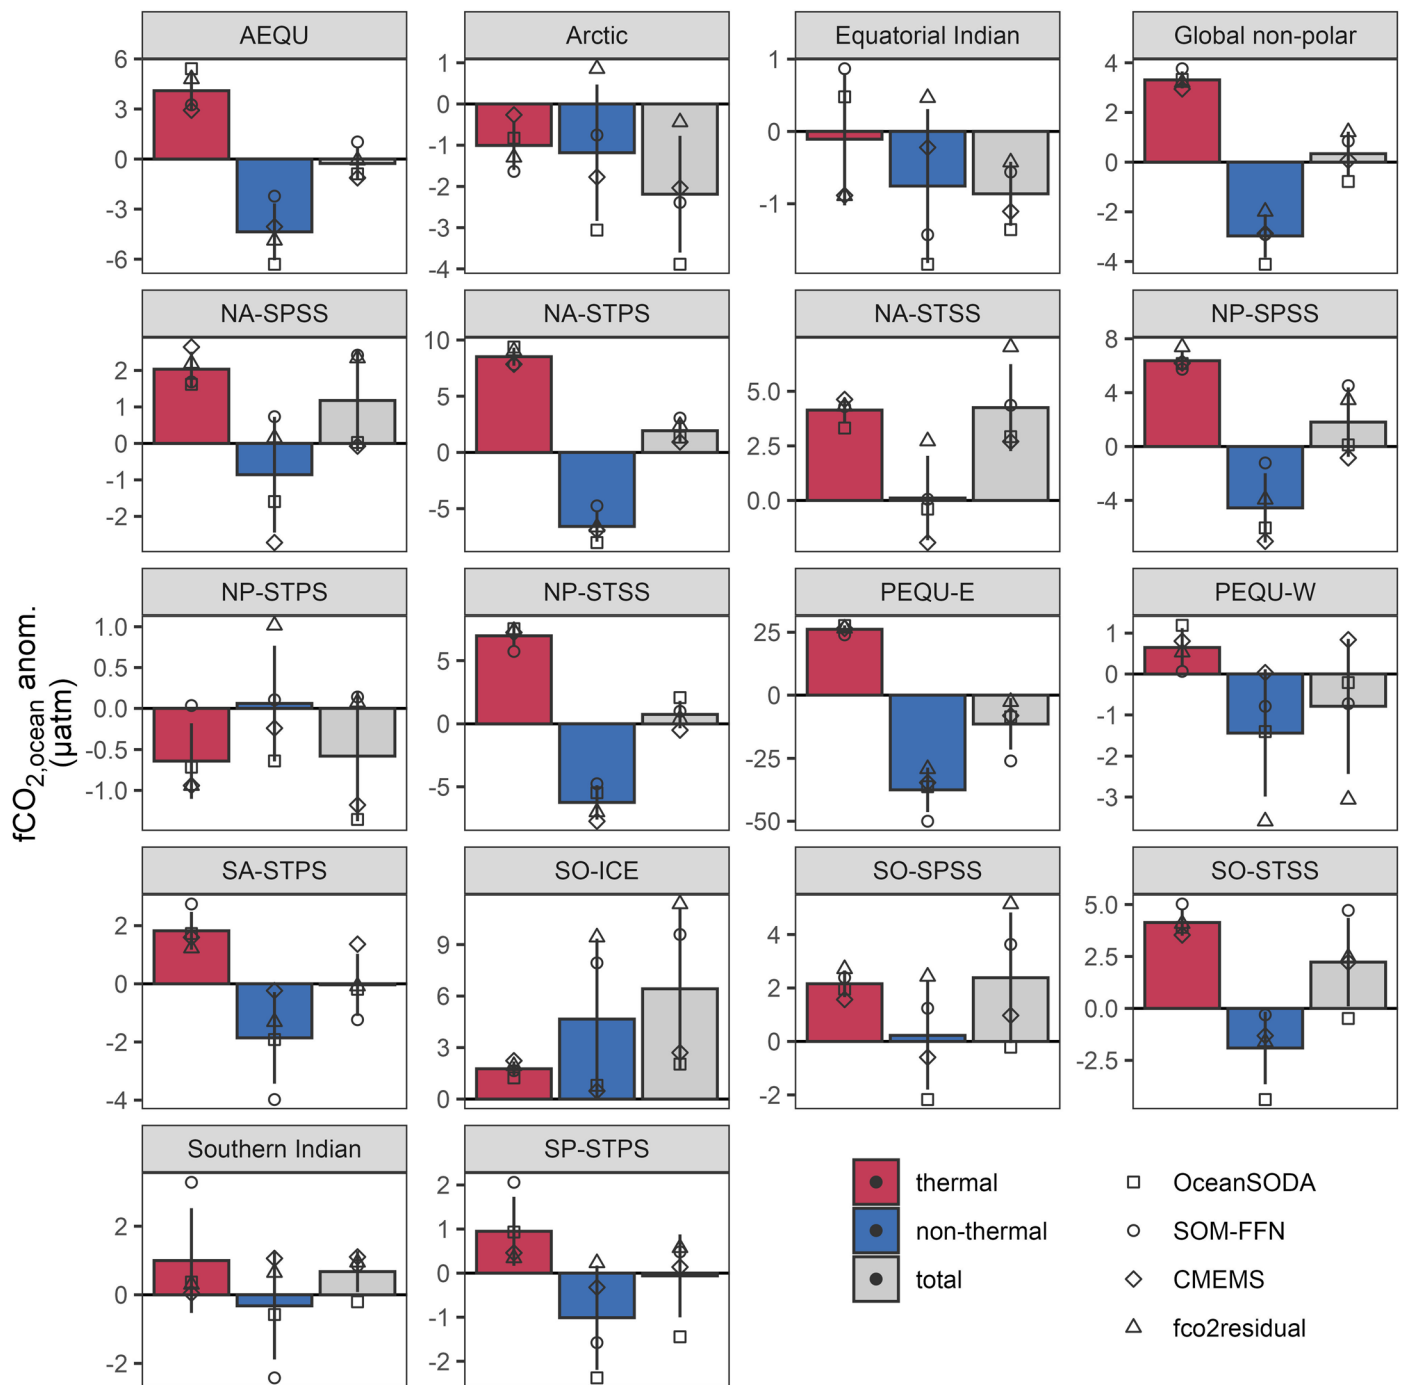 AEQU
Arctic
Equatorial Indian
Global non-polar
6
3
0
-3
-6
1
0
-1
-2
-3
-4
1
0
-1
4
2
0
-2
-4
NA-SPSS
NA-STPS
NA-STSS
NP-SPSS
2
1
0
-1
-2
10
5
0
-5
5.0
2.5
0.0
8
4
0
-4
NP-STPS
NP-STSS
PEQU-E
PEQU-W
1.0
0.5
0.0
-0.5
-1.0
5
0
-5
25
0
-25
-50
1
0
-1
-2
-3
fCO2,ocean anom.
(µatm)
SA-STPS
SO-ICE
SO-SPSS
SO-STSS
2
0
-2
-4
9
6
3
0
4
2
0
-2
5.0
2.5
0.0
-2.5
Southern Indian
SP-STPS
2
0
-2
2
1
0
-1
-2
thermal
non-thermal
total
OceanSODA
SOM-FFN
CMEMS
fco2residual